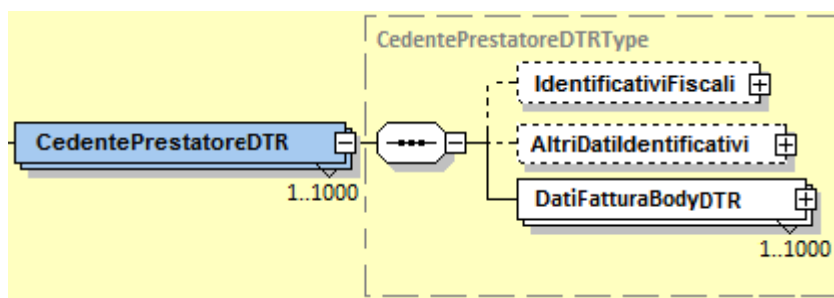 CedentePrestatoreDTRType
IdentificativiFiscali
CedentePrestatoreDTR
AltriDatiIdentificativi
1..1000
DatiFatturaBodyDTR
1..1000